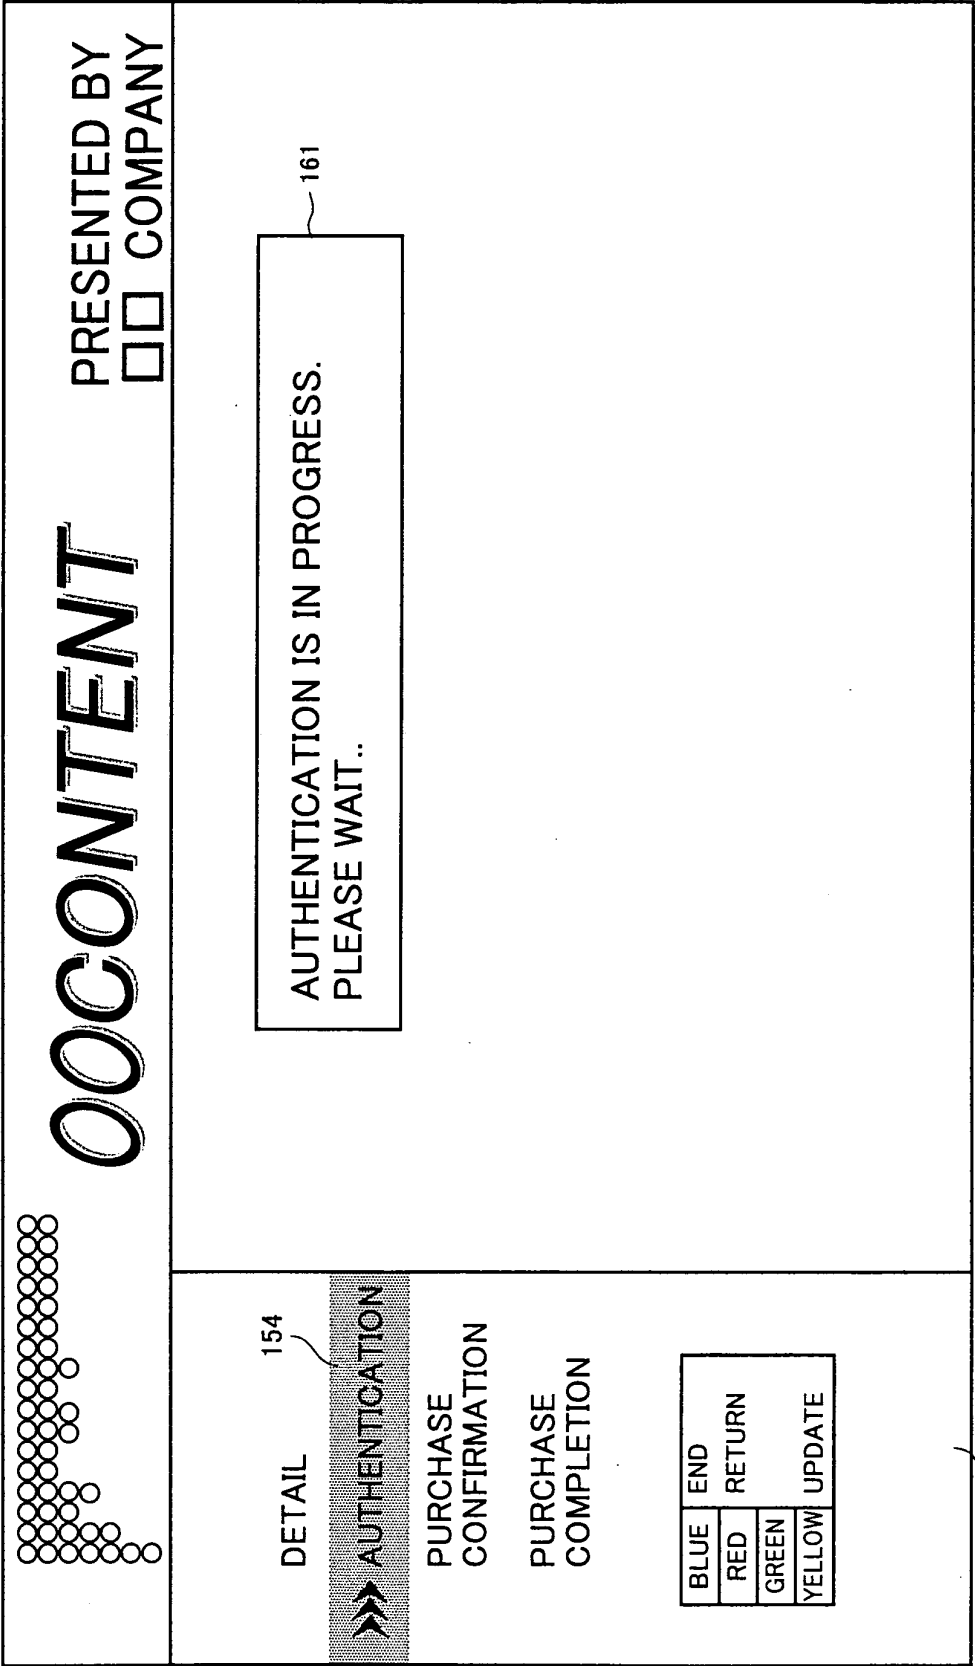 ○○CONTENT
PRESENTED BY
□□ COMPANY
DETAIL
154
AUTHENTICATION
PURCHASE
CONFIRMATION
PURCHASE
COMPLETION
BLUE END
RED RETURN
GREEN
YELLOW UPDATE
161
AUTHENTICATION IS IN PROGRESS.
PLEASE WAIT..